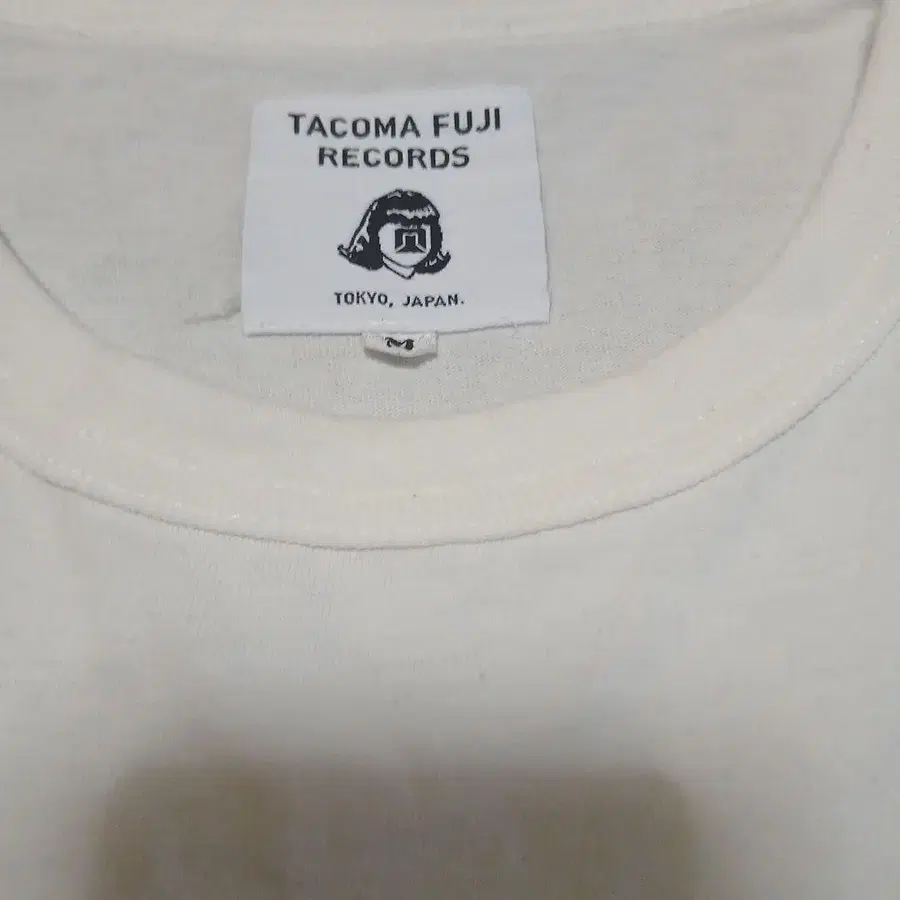 TACOMA FUJI
RECORDS
TOKYO, JAPAN.
M